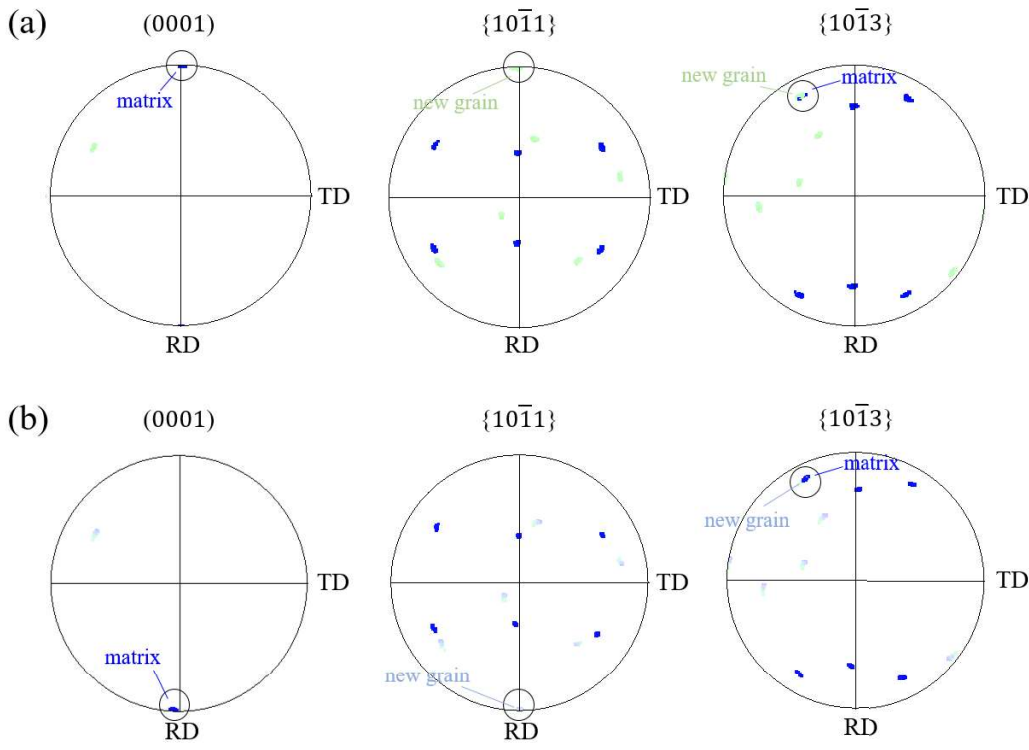 (a)
(0001) {101̅1} {101̅3}
new grain matrix
matrix new grain
TD TD TD
RD RD RD
(b)
(0001) {101̅1} {101̅3}
matrix
new grain
TD TD TD
matrix new grain
RD RD RD